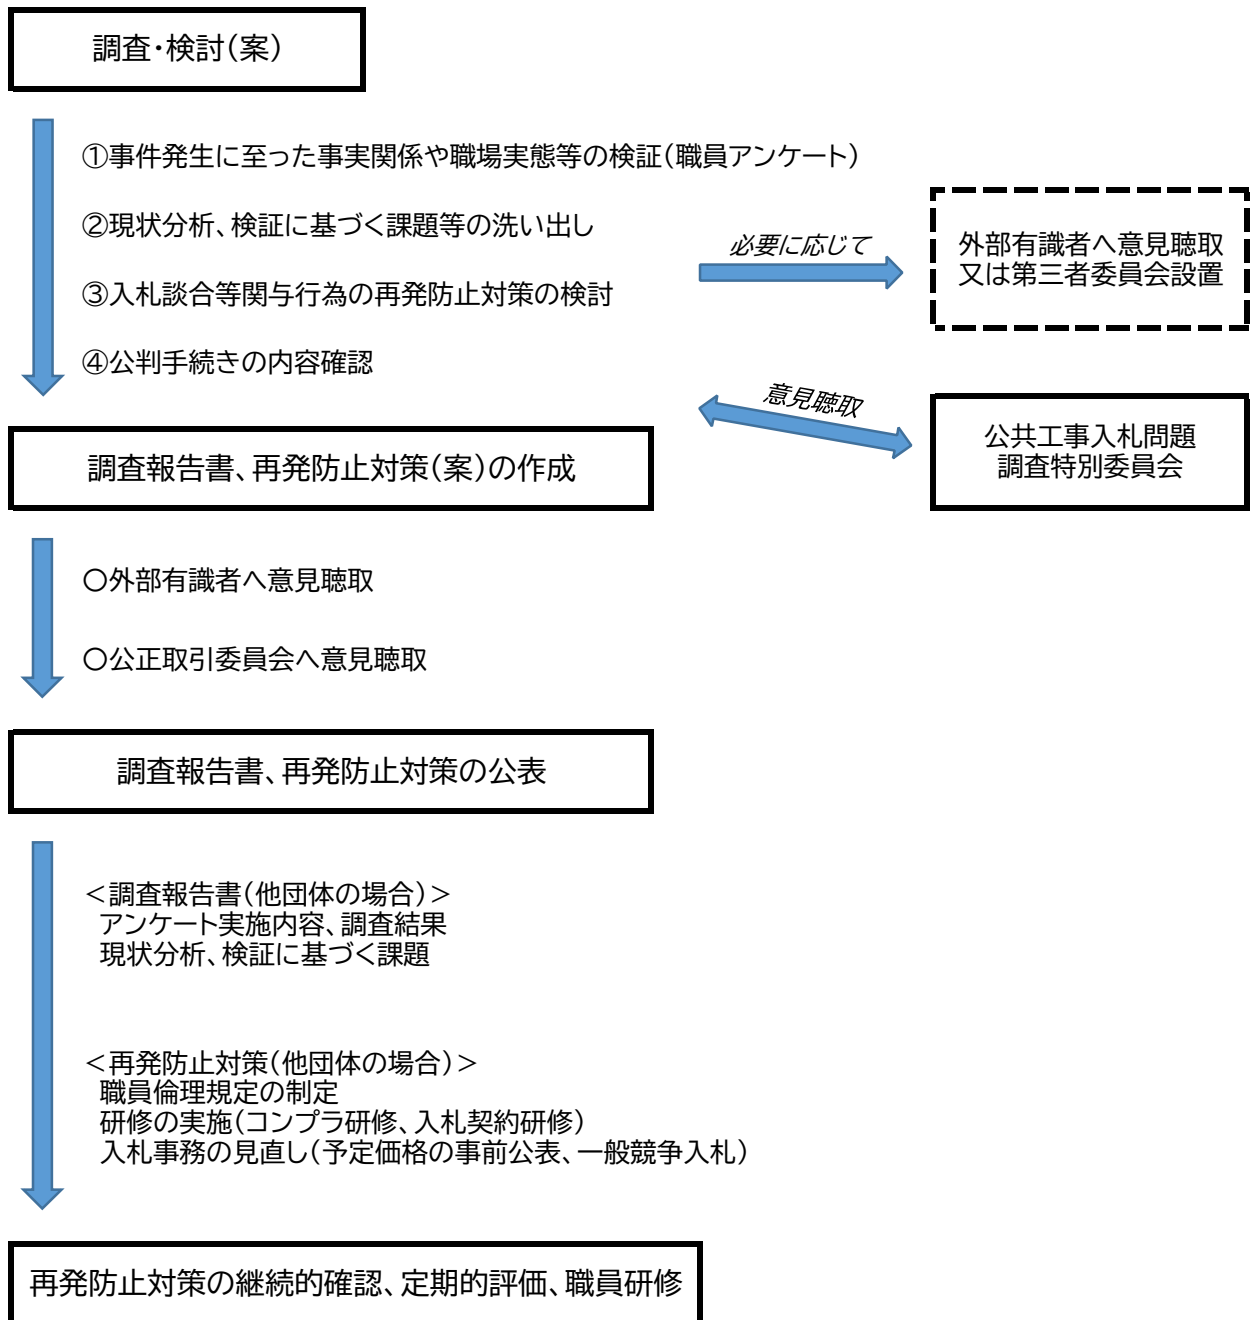 調査・検討（案）
①事件発生に至った事実関係や職場実態等の検証（職員アンケート）
②現状分析、検証に基づく課題等の洗い出し
③入札談合等関与行為の再発防止対策の検討
④公判手続きの内容確認
必要に応じて
外部有識者へ意見聴取
又は第三者委員会設置
意見聴取
公共工事入札問題
調査特別委員会
調査報告書、再発防止対策（案）の作成
〇外部有識者へ意見聴取
〇公正取引委員会へ意見聴取
調査報告書、再発防止対策の公表
＜調査報告書（他団体の場合）＞
アンケート実施内容、調査結果
現状分析、検証に基づく課題
＜再発防止対策（他団体の場合）＞
職員倫理規定の制定
研修の実施（コンプラ研修、入札契約研修）
入札事務の見直し（予定価格の事前公表、一般競争入札）
再発防止対策の継続的確認、定期的評価、職員研修